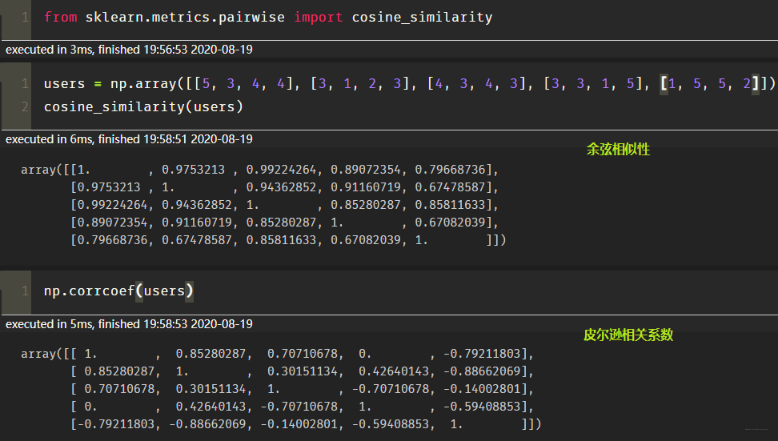 1 from sklearn.metrics.pairwise import cosine_similarity
executed in 3ms, finished 19:56:53 2020-08-19
1 users = np.array([[5, 3, 4, 4], [3, 1, 2, 3], [4, 3, 4, 3], [3, 3, 1, 5], [1, 5, 5, 2]])
2 cosine_similarity(users)
executed in 6ms, finished 19:58:51 2020-08-19
余弦相似性
array([[1.        , 0.9753213 , 0.99224264, 0.89072354, 0.79668736],
       [0.9753213 , 1.        , 0.94362852, 0.91160719, 0.67478587],
       [0.99224264, 0.94362852, 1.        , 0.85280287, 0.85811633],
       [0.89072354, 0.91160719, 0.85280287, 1.        , 0.67082039],
       [0.79668736, 0.67478587, 0.85811633, 0.67082039, 1.        ]])
1 np.corrcoef(users)
executed in 5ms, finished 19:58:53 2020-08-19
皮尔逊相关系数
array([[ 1.        ,  0.85280287,  0.70710678,  0.        , -0.79211803],
       [ 0.85280287,  1.        ,  0.30151134,  0.42640143, -0.88662069],
       [ 0.70710678,  0.30151134,  1.        , -0.70710678, -0.14002801],
       [ 0.        ,  0.42640143, -0.70710678,  1.        , -0.59408853],
       [-0.79211803, -0.88662069, -0.14002801, -0.59408853,  1.        ]])